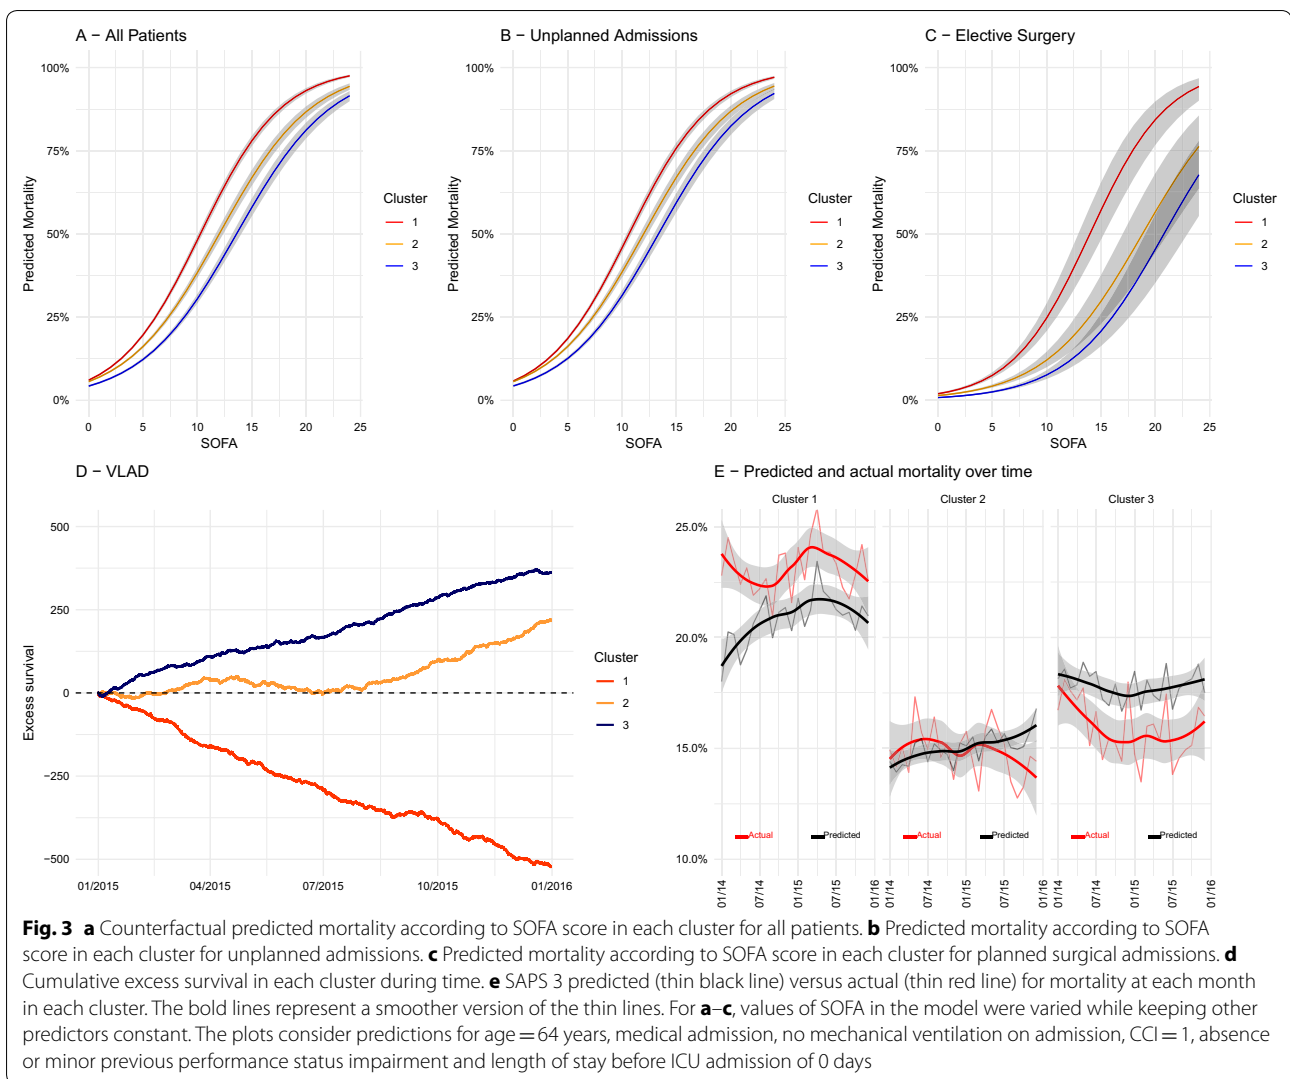 A − All Patients
B − Unplanned Admissions
C − Elective Surgery
100%
75%
50%
25%
0%
Predicted Mortality
0 5 10 15 20 25
SOFA
Cluster
1
2
3
100%
75%
50%
25%
0%
Predicted Mortality
0 5 10 15 20 25
SOFA
Cluster
1
2
3
100%
75%
50%
25%
0%
Predicted Mortality
0 5 10 15 20 25
SOFA
Cluster
1
2
3
D − VLAD
500
250
0
−250
−500
Excess survival
01/2015 04/2015 07/2015 10/2015 01/2016
Cluster
1
2
3
E − Predicted and actual mortality over time
Cluster 1 Cluster 2 Cluster 3
25.0%
20.0%
15.0%
10.0%
Actual Predicted Actual Predicted Actual Predicted
01/14 07/14 01/15 07/15 01/16 01/14 07/14 01/15 07/15 01/16 01/14 07/14 01/15 07/15 01/16
Fig. 3 a Counterfactual predicted mortality according to SOFA score in each cluster for all patients. b Predicted mortality according to SOFA
score in each cluster for unplanned admissions. c Predicted mortality according to SOFA score in each cluster for planned surgical admissions. d
Cumulative excess survival in each cluster during time. e SAPS 3 predicted (thin black line) versus actual (thin red line) for mortality at each month
in each cluster. The bold lines represent a smoother version of the thin lines. For a–c, values of SOFA in the model were varied while keeping other
predictors constant. The plots consider predictions for age = 64 years, medical admission, no mechanical ventilation on admission, CCI = 1, absence
or minor previous performance status impairment and length of stay before ICU admission of 0 days